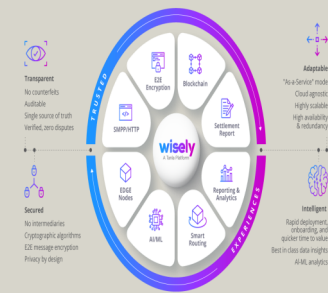 Transparent
No counterfeits
Auditable
Single source of truth
Verified, zero disputes
Secured
No intermediaries
Cryptographic algorithms
E2E message encryption
Privacy by design
TRUSTED
E2E
Encryption
Blockchain
SMPP/HTTP
Settlement
Report
wisely
A Tanla Platform
EDGE
Nodes
Reporting &
Analytics
AI/ML
Smart
Routing
EXPERIENCES
Adaptable
"As-a-Service" mode
Cloud agnostic
Highly scalable
High availability
& redundancy
Intelligent
Rapid deployment,
onboarding, and
quicker time to value
Best in class data insights
AI-ML analytics